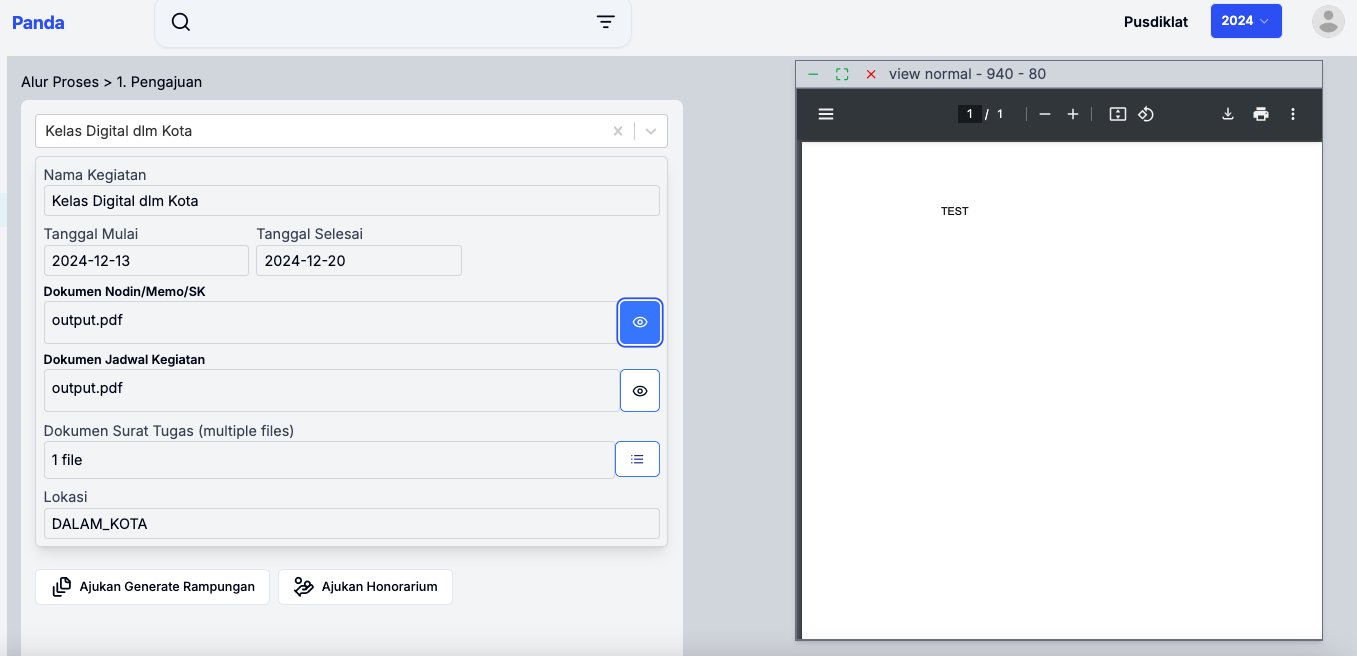 Panda
Pusdiklat
2024
Alur Proses > 1. Pengajuan
Kelas Digital dlm Kota
Nama Kegiatan
Kelas Digital dlm Kota
Tanggal Mulai
Tanggal Selesai
2024-12-13
2024-12-20
Dokumen Nodin/Memo/SK
output.pdf
Dokumen Jadwal Kegiatan
output.pdf
Dokumen Surat Tugas (multiple files)
1 file
Lokasi
DALAM_KOTA
Ajukan Generate Rampungan
Ajukan Honorarium
view normal - 940 - 80
1 / 1
TEST